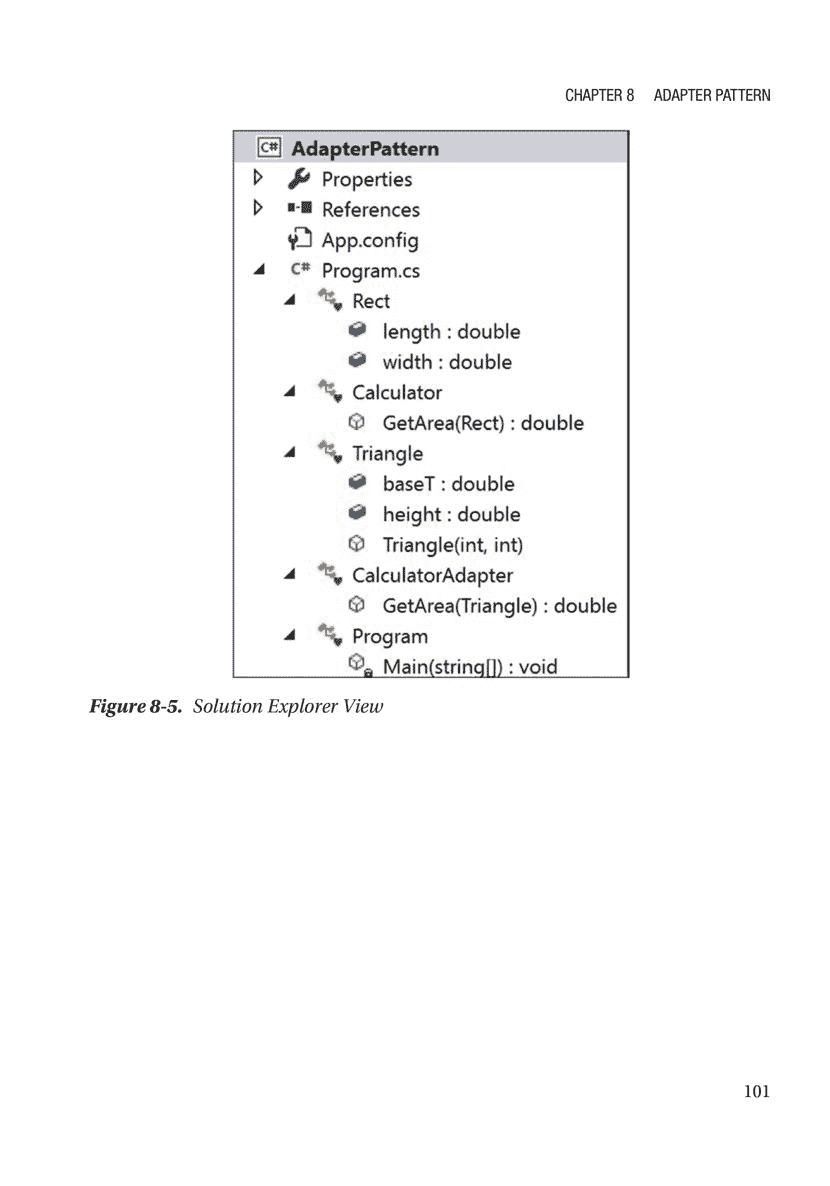 CHAPTER 8 ADAPTER PATTERN
C# AdapterPattern
Properties
References
App.config
C# Program.cs
Rect
length : double
width : double
Calculator
GetArea(Rect) : double
Triangle
baseT : double
height : double
Triangle(int, int)
CalculatorAdapter
GetArea(Triangle) : double
Program
Main(string[]) : void
Figure 8-5. Solution Explorer View
101